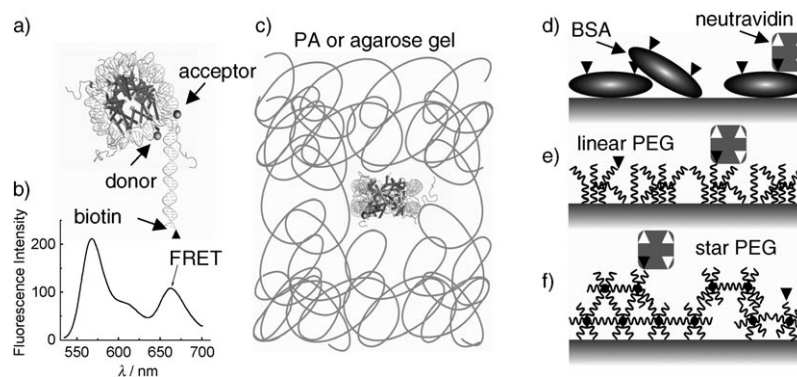 a)
acceptor
donor
biotin
b)
Fluorescence Intensity
200
100
0
FRET
550
600
650
700
λ / nm
c)
PA or agarose gel
d)
BSA
neutravidin
e)
linear PEG
star PEG
f)